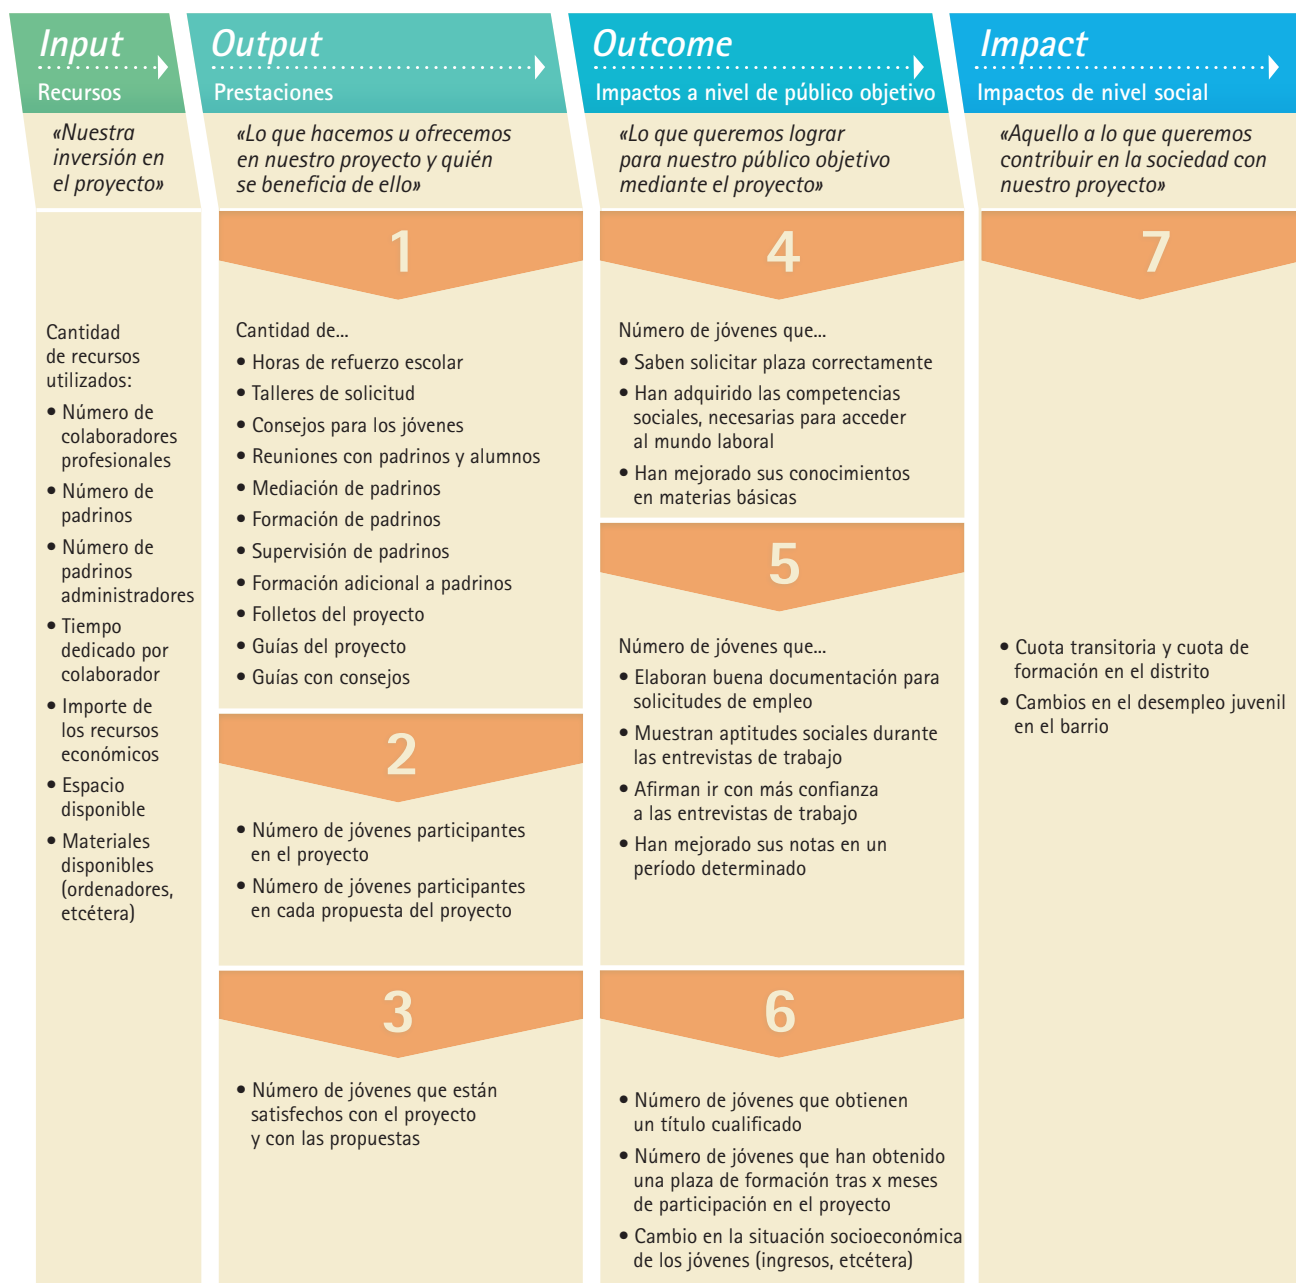 Input
Recursos
«Nuestra
inversión en
el proyecto»
Cantidad
de recursos
utilizados:
• Número de
colaboradores
profesionales
• Número de
padrinos
• Número de
padrinos
administradores
• Tiempo
dedicado por
colaborador
• Importe de
los recursos
económicos
• Espacio
disponible
• Materiales
disponibles
(ordenadores,
etcétera)
Output
Prestaciones
«Lo que hacemos u ofrecemos
en nuestro proyecto y quién
se beneficia de ello»
1
Cantidad de...
• Horas de refuerzo escolar
• Talleres de solicitud
• Consejos para los jóvenes
• Reuniones con padrinos y alumnos
• Mediación de padrinos
• Formación de padrinos
• Supervisión de padrinos
• Formación adicional a padrinos
• Folletos del proyecto
• Guías del proyecto
• Guías con consejos
2
• Número de jóvenes participantes
en el proyecto
• Número de jóvenes participantes
en cada propuesta del proyecto
3
• Número de jóvenes que están
satisfechos con el proyecto
y con las propuestas
Outcome
Impactos a nivel de público objetivo
«Lo que queremos lograr
para nuestro público objetivo
mediante el proyecto»
4
Número de jóvenes que...
• Saben solicitar plaza correctamente
• Han adquirido las competencias
sociales, necesarias para acceder
al mundo laboral
• Han mejorado sus conocimientos
en materias básicas
5
Número de jóvenes que...
• Elaboran buena documentación para
solicitudes de empleo
• Muestran aptitudes sociales durante
las entrevistas de trabajo
• Afirman ir con más confianza
a las entrevistas de trabajo
• Han mejorado sus notas en un
período determinado
6
• Número de jóvenes que obtienen
un título cualificado
• Número de jóvenes que han obtenido
una plaza de formación tras x meses
de participación en el proyecto
• Cambio en la situación socioeconómica
de los jóvenes (ingresos, etcétera)
Impact
Impactos de nivel social
«Aquello a lo que queremos
contribuir en la sociedad con
nuestro proyecto»
7
• Cuota transitoria y cuota de
formación en el distrito
• Cambios en el desempleo juvenil
en el barrio